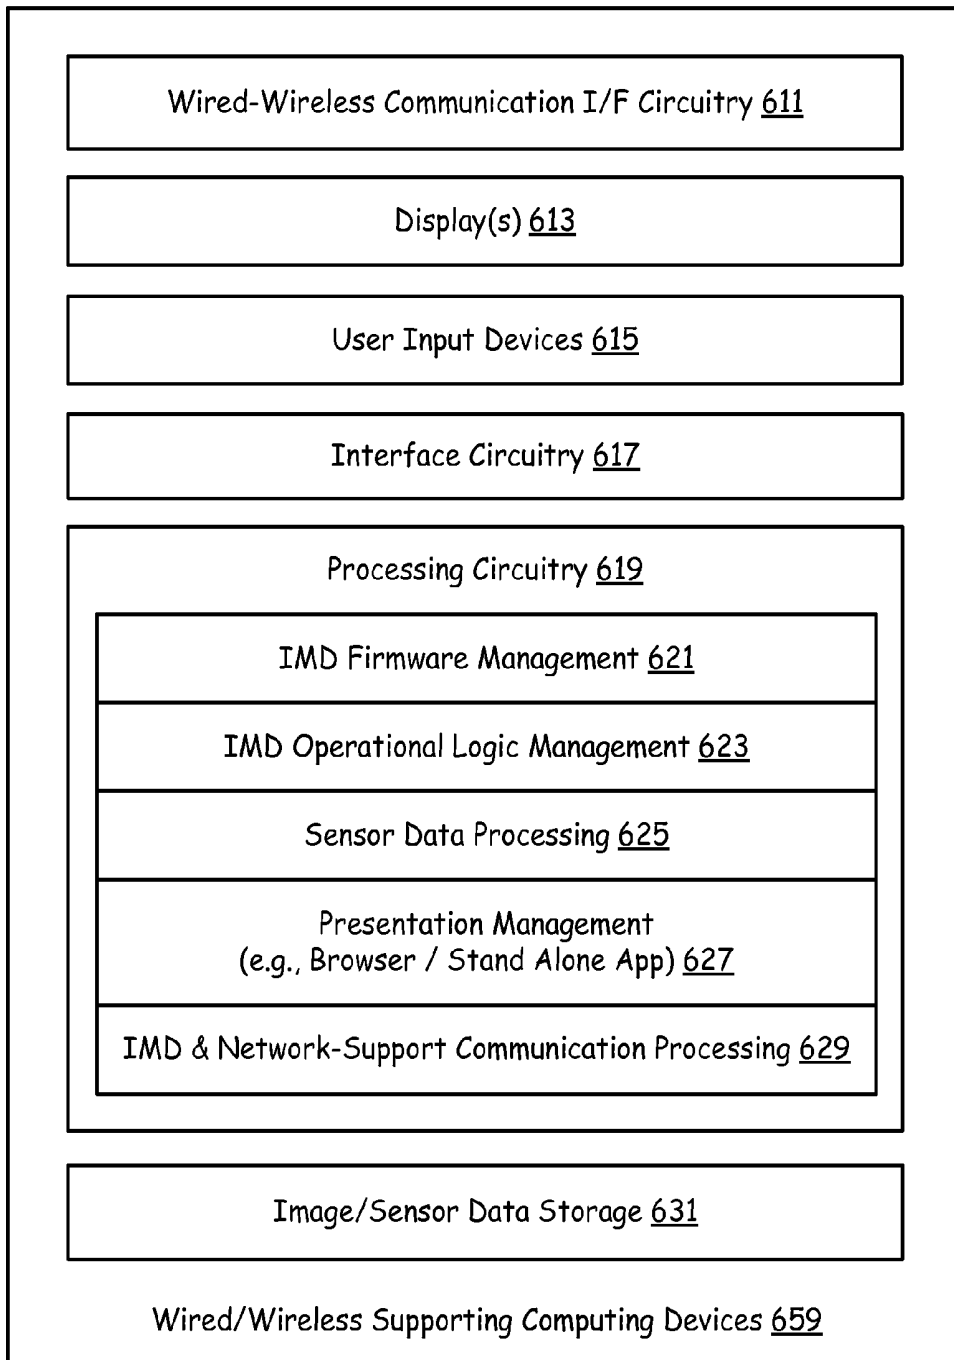 Wired-Wireless Communication I/F Circuitry 611
Display(s) 613
User Input Devices 615
Interface Circuitry 617
Processing Circuitry 619
IMD Firmware Management 621
IMD Operational Logic Management 623
Sensor Data Processing 625
Presentation Management
(e.g., Browser / Stand Alone App) 627
IMD & Network-Support Communication Processing 629
Image/Sensor Data Storage 631
Wired/Wireless Supporting Computing Devices 659